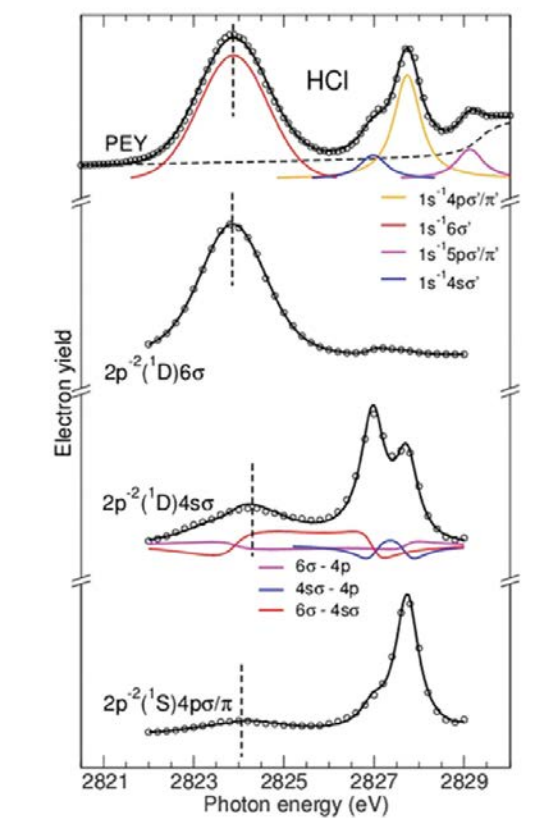 HCl
PEY
1s⁻¹4pσ'/π'
1s⁻¹6σ'
1s⁻¹5pσ'/π'
1s⁻¹4sσ'
Electron yield
2p⁻²(¹D)6σ
2p⁻²(¹D)4sσ
6σ - 4p
4sσ - 4p
6σ - 4sσ
2p⁻²(¹S)4pσ/π
2821 2823 2825 2827 2829
Photon energy (eV)